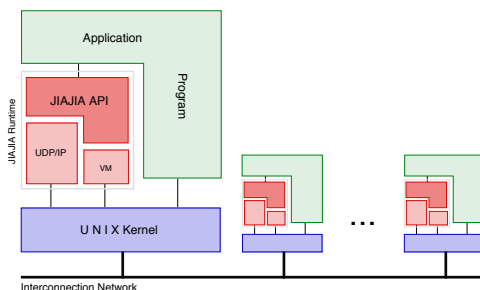 Application
Program
JIAJIA Runtime
JIAJIA API
UDP/IP
VM
U N I X Kernel
...
Interconnection Network